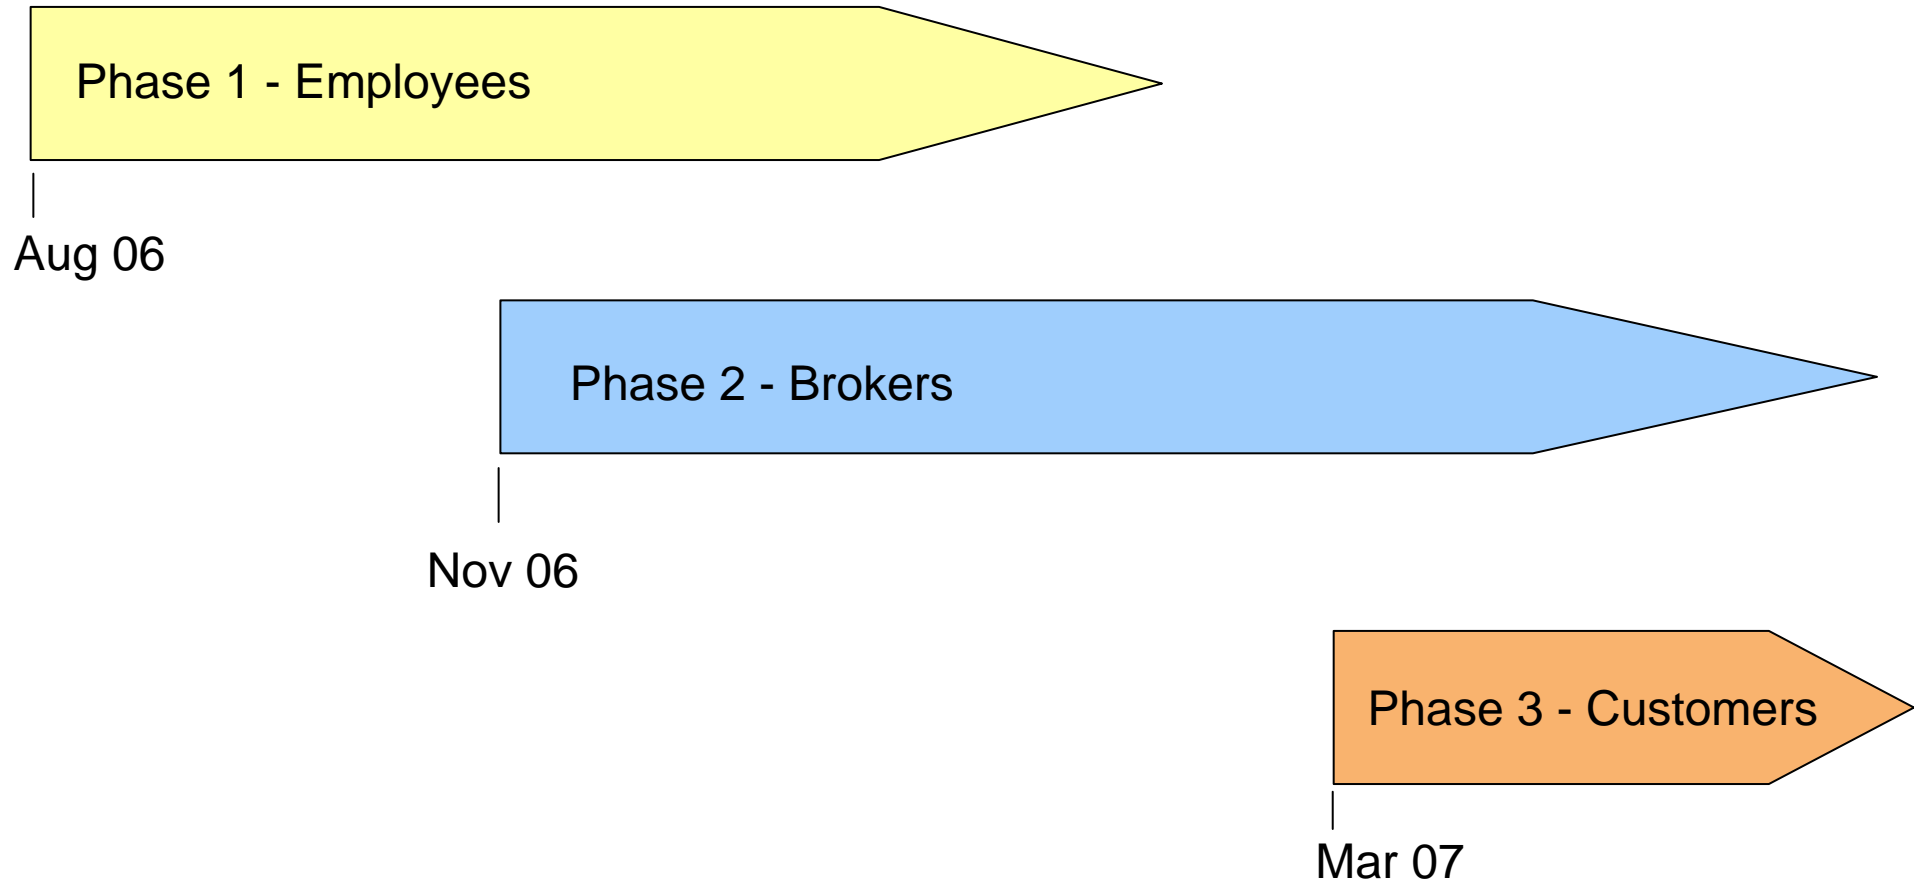 Phase 1 - Employees
Aug 06
Phase 2 - Brokers
Nov 06
Phase 3 - Customers
Mar 07